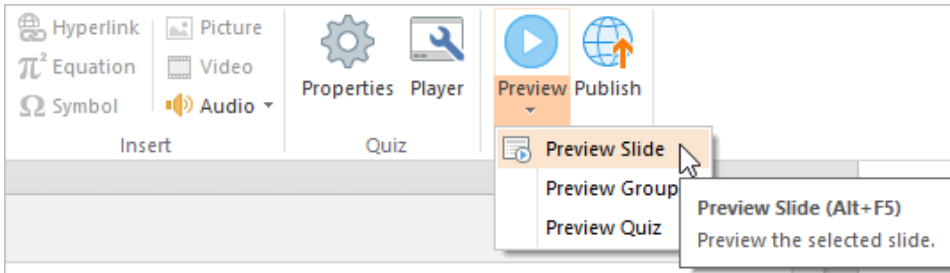 Hyperlink
Picture
π² Equation
Video
Ω Symbol
Audio
Properties
Player
Preview
Publish
Insert
Quiz
Preview Slide
Preview Group
Preview Quiz
Preview Slide (Alt+F5)
Preview the selected slide.